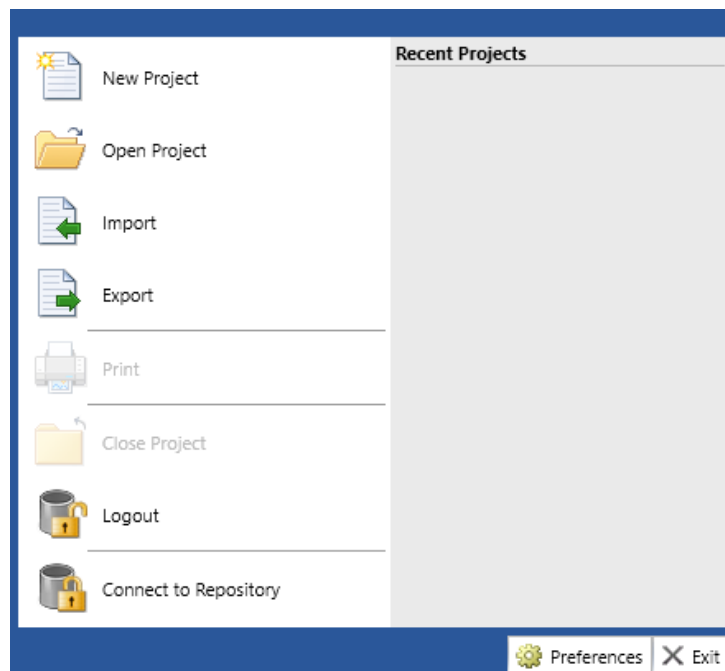 New Project
Open Project
Import
Export
Print
Close Project
Logout
Connect to Repository
Recent Projects
Preferences
Exit